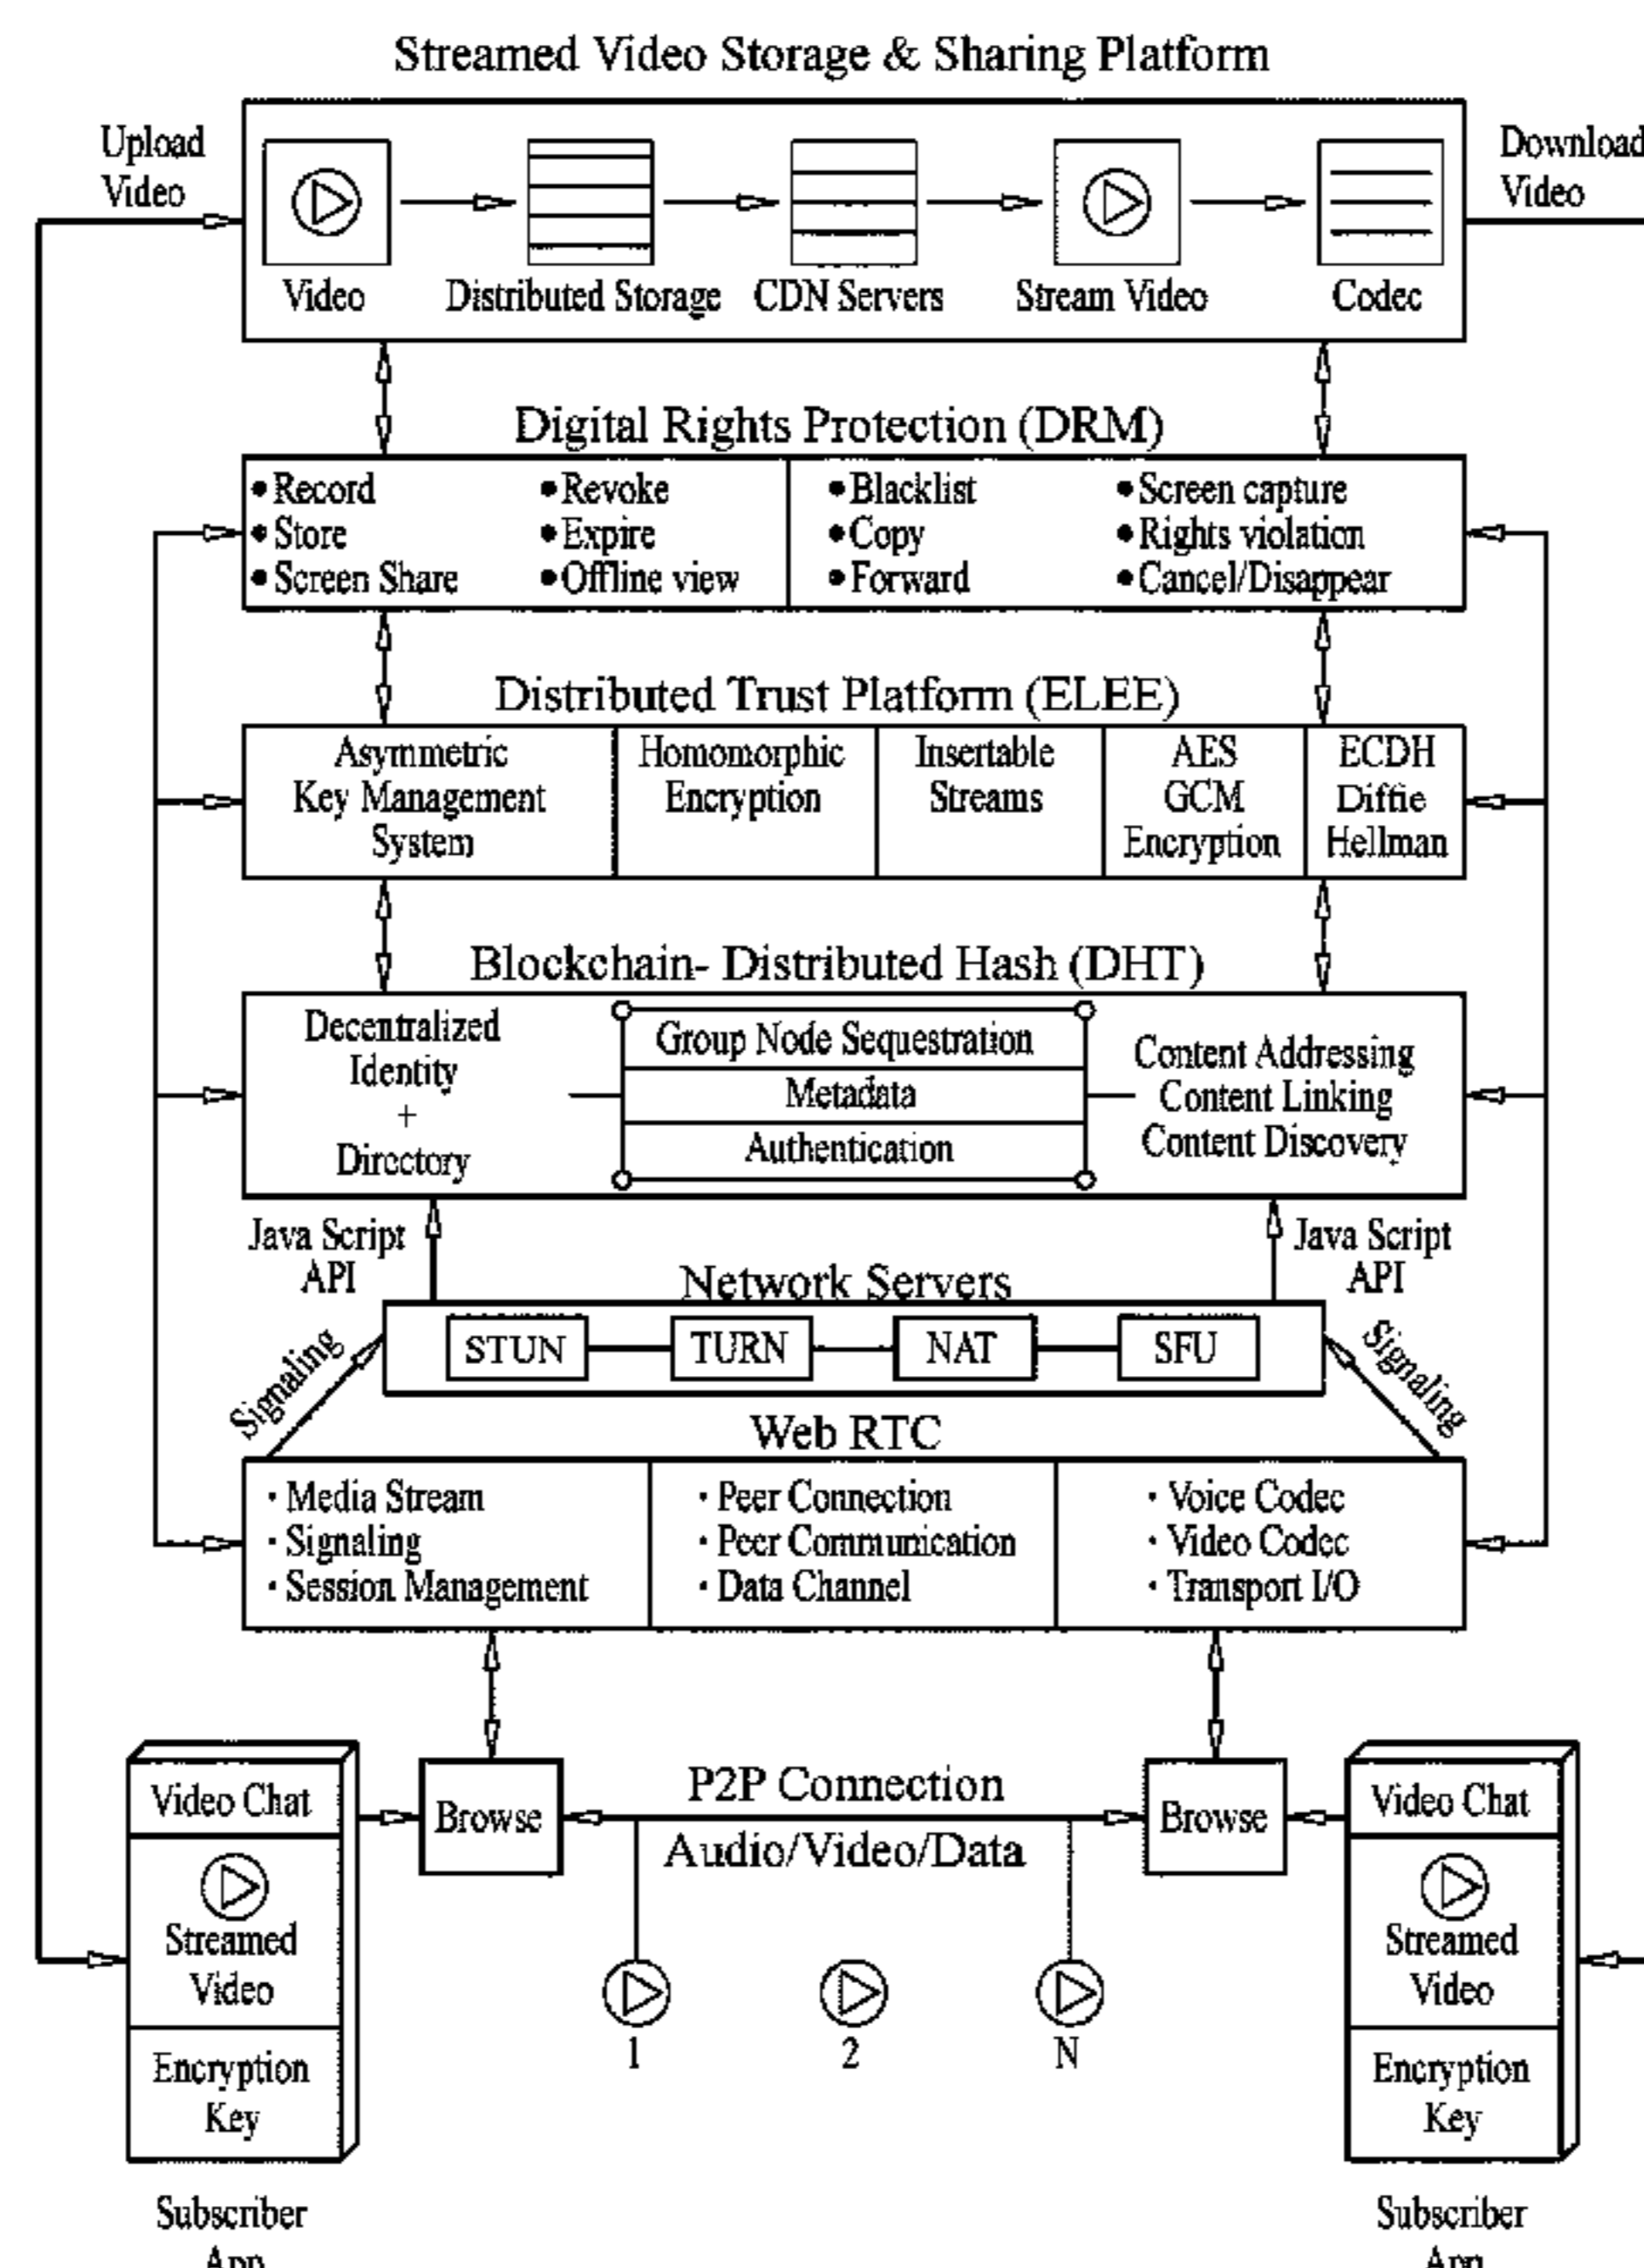 Streamed Video Storage & Sharing Platform
Upload
Video
Download
Video
Video
Distributed Storage
CDN Servers
Stream Video
Codec
Digital Rights Protection (DRM)
•Record
•Store
•Screen Share
•Revoke
•Expire
•Offline view
•Blacklist
•Copy
•Forward
•Screen capture
•Rights violation
•Cancel/Disappear
Distributed Trust Platform (ELEE)
Asymmetric
Key Management
System
Homomorphic
Encryption
Insertable
Streams
AES
GCM
Encryption
ECDH
Diffie
Hellman
Blockchain- Distributed Hash (DHT)
Decentralized
Identity
+
Directory
Group Node Sequestration
Metadata
Authentication
Content Addressing
Content Linking
Content Discovery
Java Script
API
Java Script
API
Network Servers
STUN
TURN
NAT
SFU
Signaling
Signaling
Web RTC
· Media Stream
· Signaling
· Session Management
· Peer Connection
· Peer Communication
· Data Channel
· Voice Codec
· Video Codec
· Transport I/O
Video Chat
Streamed
Video
Encryption
Key
Browse
P2P Connection
Audio/Video/Data
Browse
1
2
N
Video Chat
Streamed
Video
Encryption
Key
Subscriber
App
Subscriber
App